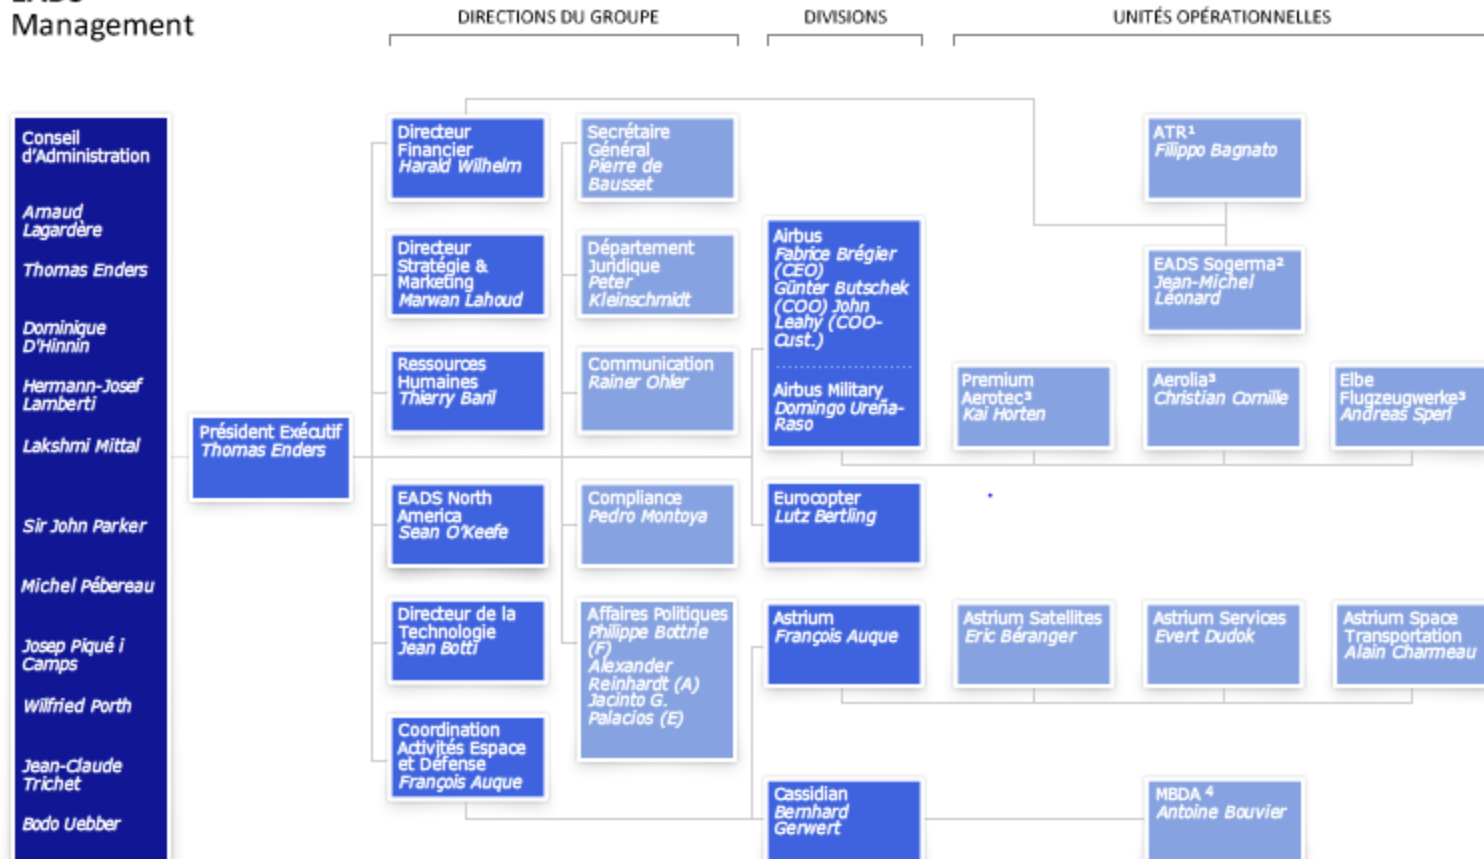 Management
DIRECTIONS DU GROUPE
DIVISIONS
UNITÉS OPÉRATIONNELLES
Conseil
d'Administration
Arnaud
Lagardère
Thomas Enders
Dominique
D'Hinnin
Hermann-Josef
Lamberti
Lakshmi Mittal
Sir John Parker
Michel Pébereau
Josep Piqué i
Camps
Wilfried Porth
Jean-Claude
Trichet
Bodo Uebber
Président Exécutif
Thomas Enders
Directeur
Financier
Harald Wilhelm
Directeur
Stratégie &
Marketing
Marwan Lahoud
Ressources
Humaines
Thierry Baril
EADS North
America
Sean O'Keefe
Directeur de la
Technologie
Jean Botti
Coordination
Activités Espace
et Défense
François Auque
Secrétaire
Général
Pierre de
Bausset
Département
Juridique
Peter
Kleinschmidt
Communication
Rainer Ohler
Compliance
Pedro Montoya
Affaires Politiques
Philippe Bottrie
(F)
Alexander
Reinhardt (A)
Jacinto G.
Palacios (E)
Airbus
Fabrice Brégier
(CEO)
Günter Butschek
(COO) John
Leahy (COO-
Cust.)
Airbus Military
Domingo Ureña-
Raso
Eurocopter
Lutz Bertling
Astrium
François Auque
Cassidian
Bernhard
Gerwert
ATR¹
Filippo Bagnato
EADS Sogerma²
Jean-Michel
Léonard
Premium
Aerotec³
Kai Horten
Aerolia³
Christian Cornille
Elbe
Flugzeugwerke³
Andreas Sperl
Astrium Satellites
Eric Béranger
Astrium Services
Evert Dudok
Astrium Space
Transportation
Alain Charmeau
MBDA ⁴
Antoine Bouvier